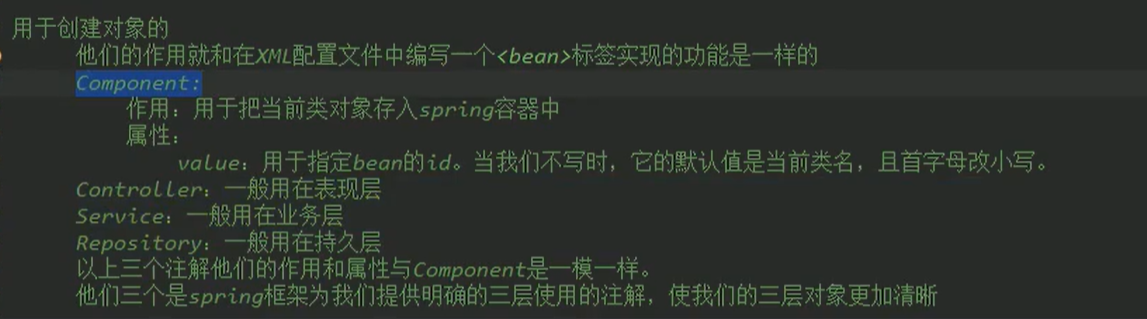 用于创建对象的
他们的作用就和在XML配置文件中编写一个<bean>标签实现的功能是一样的
Component:
作用：用于把当前类对象存入spring容器中
属性：
value：用于指定bean的id。当我们不写时，它的默认值是当前类名，且首字母改小写。
Controller：一般用在表现层
Service：一般用在业务层
Repository：一般用在持久层
以上三个注解他们的作用和属性与Component是一模一样。
他们三个是spring框架为我们提供明确的三层使用的注解，使我们的三层对象更加清晰